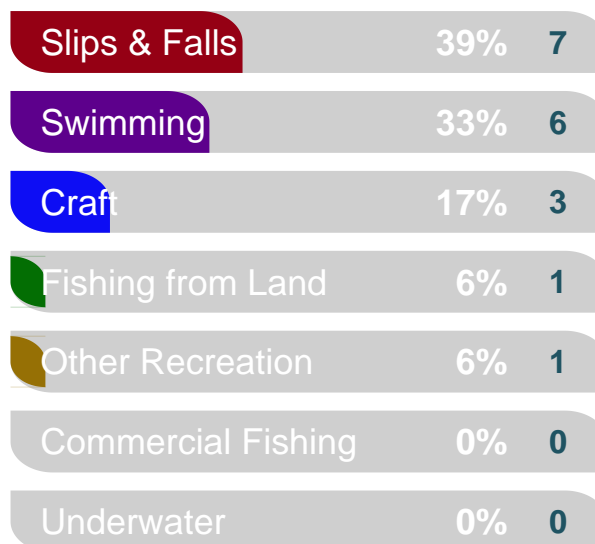 Slips & Falls 39% 7
Swimming 33% 6
Craft 17% 3
Fishing from Land 6% 1
Other Recreation 6% 1
Commercial Fishing 0% 0
Underwater 0% 0